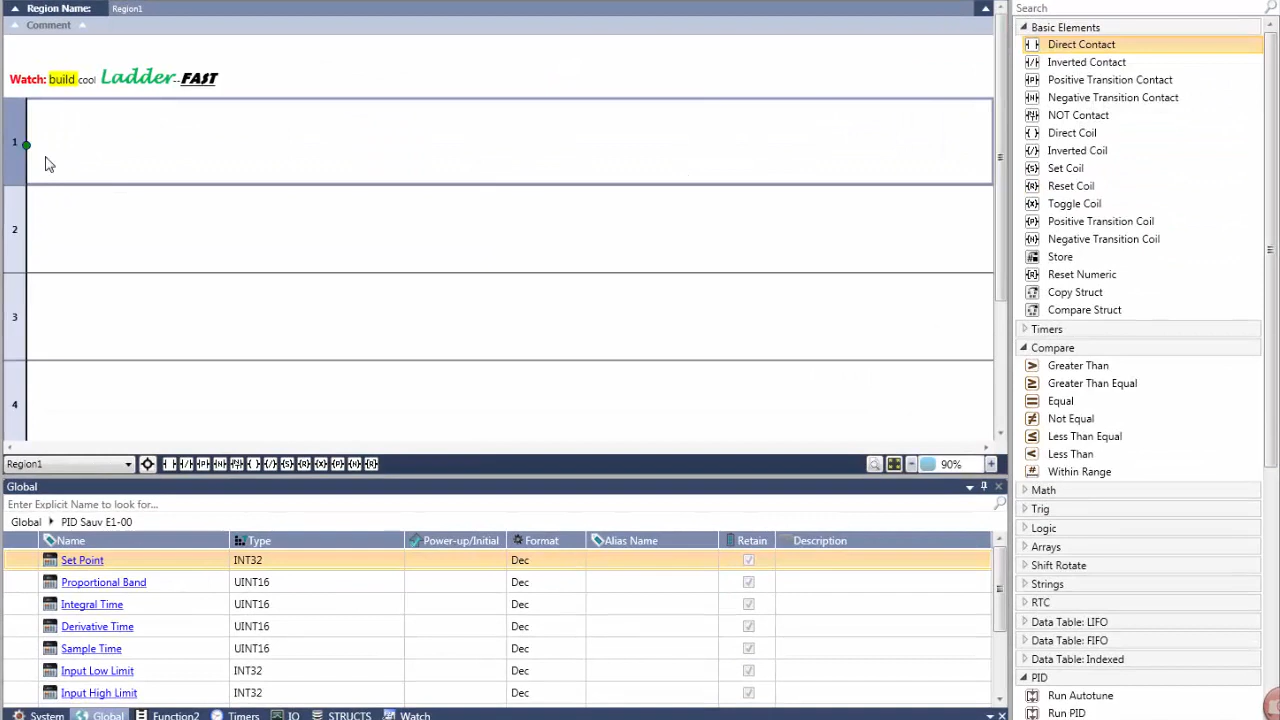 Region Name: Region1
Comment
Watch: build cool Ladder--FAST
1
2
3
4
Region1
90%
Global
Enter Explicit Name to look for...
Global PID Sauv E1-00
Name Type Power-up/Initial Format Alias Name Retain Description
Set Point INT32 Dec
Proportional Band UINT16 Dec
Integral Time UINT16 Dec
Derivative Time UINT16 Dec
Sample Time UINT16 Dec
Input Low Limit INT32 Dec
Input High Limit INT32 Dec
System Global Function2 Timers IO STRUCTS Watch
Search
Basic Elements
Direct Contact
Inverted Contact
Positive Transition Contact
Negative Transition Contact
NOT Contact
Direct Coil
Inverted Coil
Set Coil
Reset Coil
Toggle Coil
Positive Transition Coil
Negative Transition Coil
Store
Reset Numeric
Copy Struct
Compare Struct
Timers
Compare
Greater Than
Greater Than Equal
Equal
Not Equal
Less Than Equal
Less Than
Within Range
Math
Trig
Logic
Arrays
Shift Rotate
Strings
RTC
Data Table: LIFO
Data Table: FIFO
Data Table: Indexed
PID
Run Autotune
Run PID